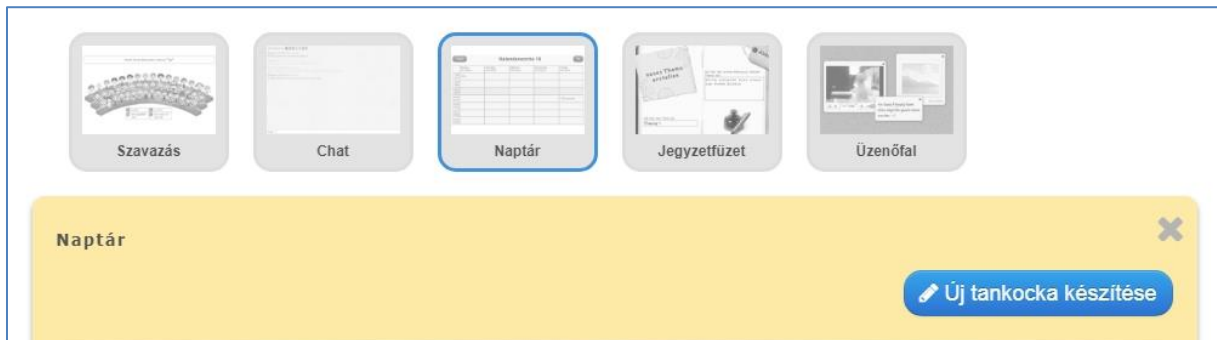 Szavazás
Chat
Naptár
Jegyzetfüzet
Üzenőfal
Naptár
Új tankocka készítése